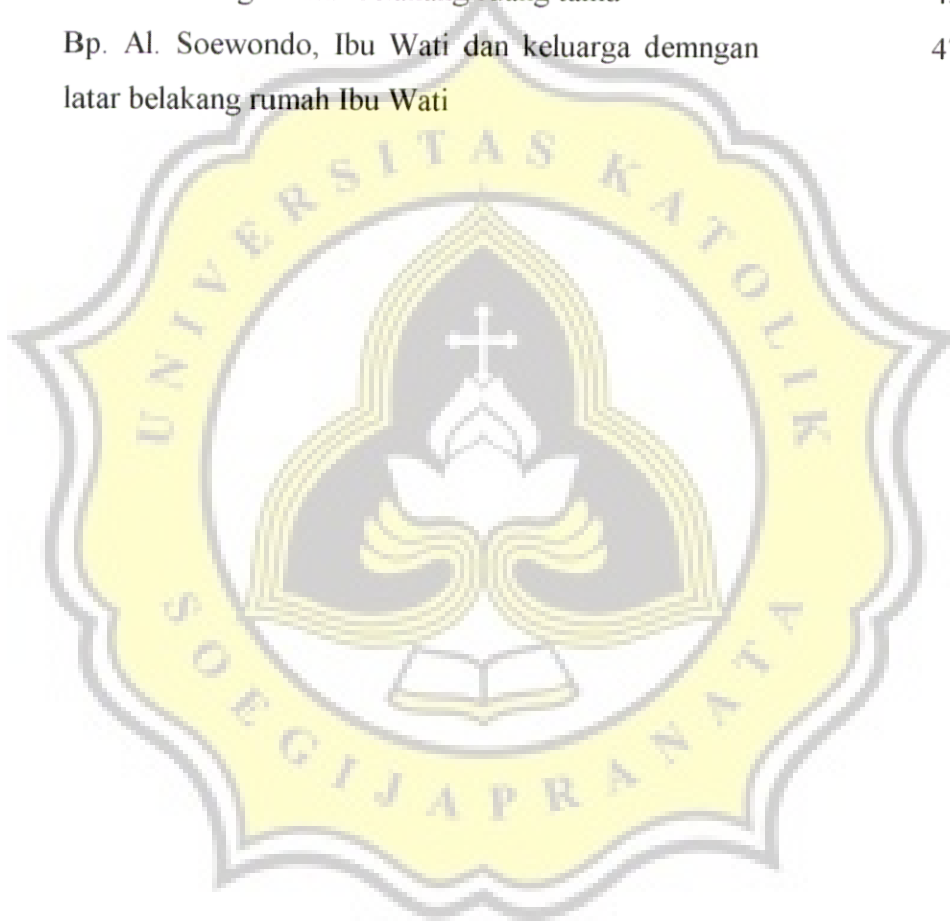 Bp. Al. Soewondo, Ibu Wati dan keluarga demngan
latar belakang rumah Ibu Wati
UNIVERSITAS KATOLIK
SOEGIJAPRANATA